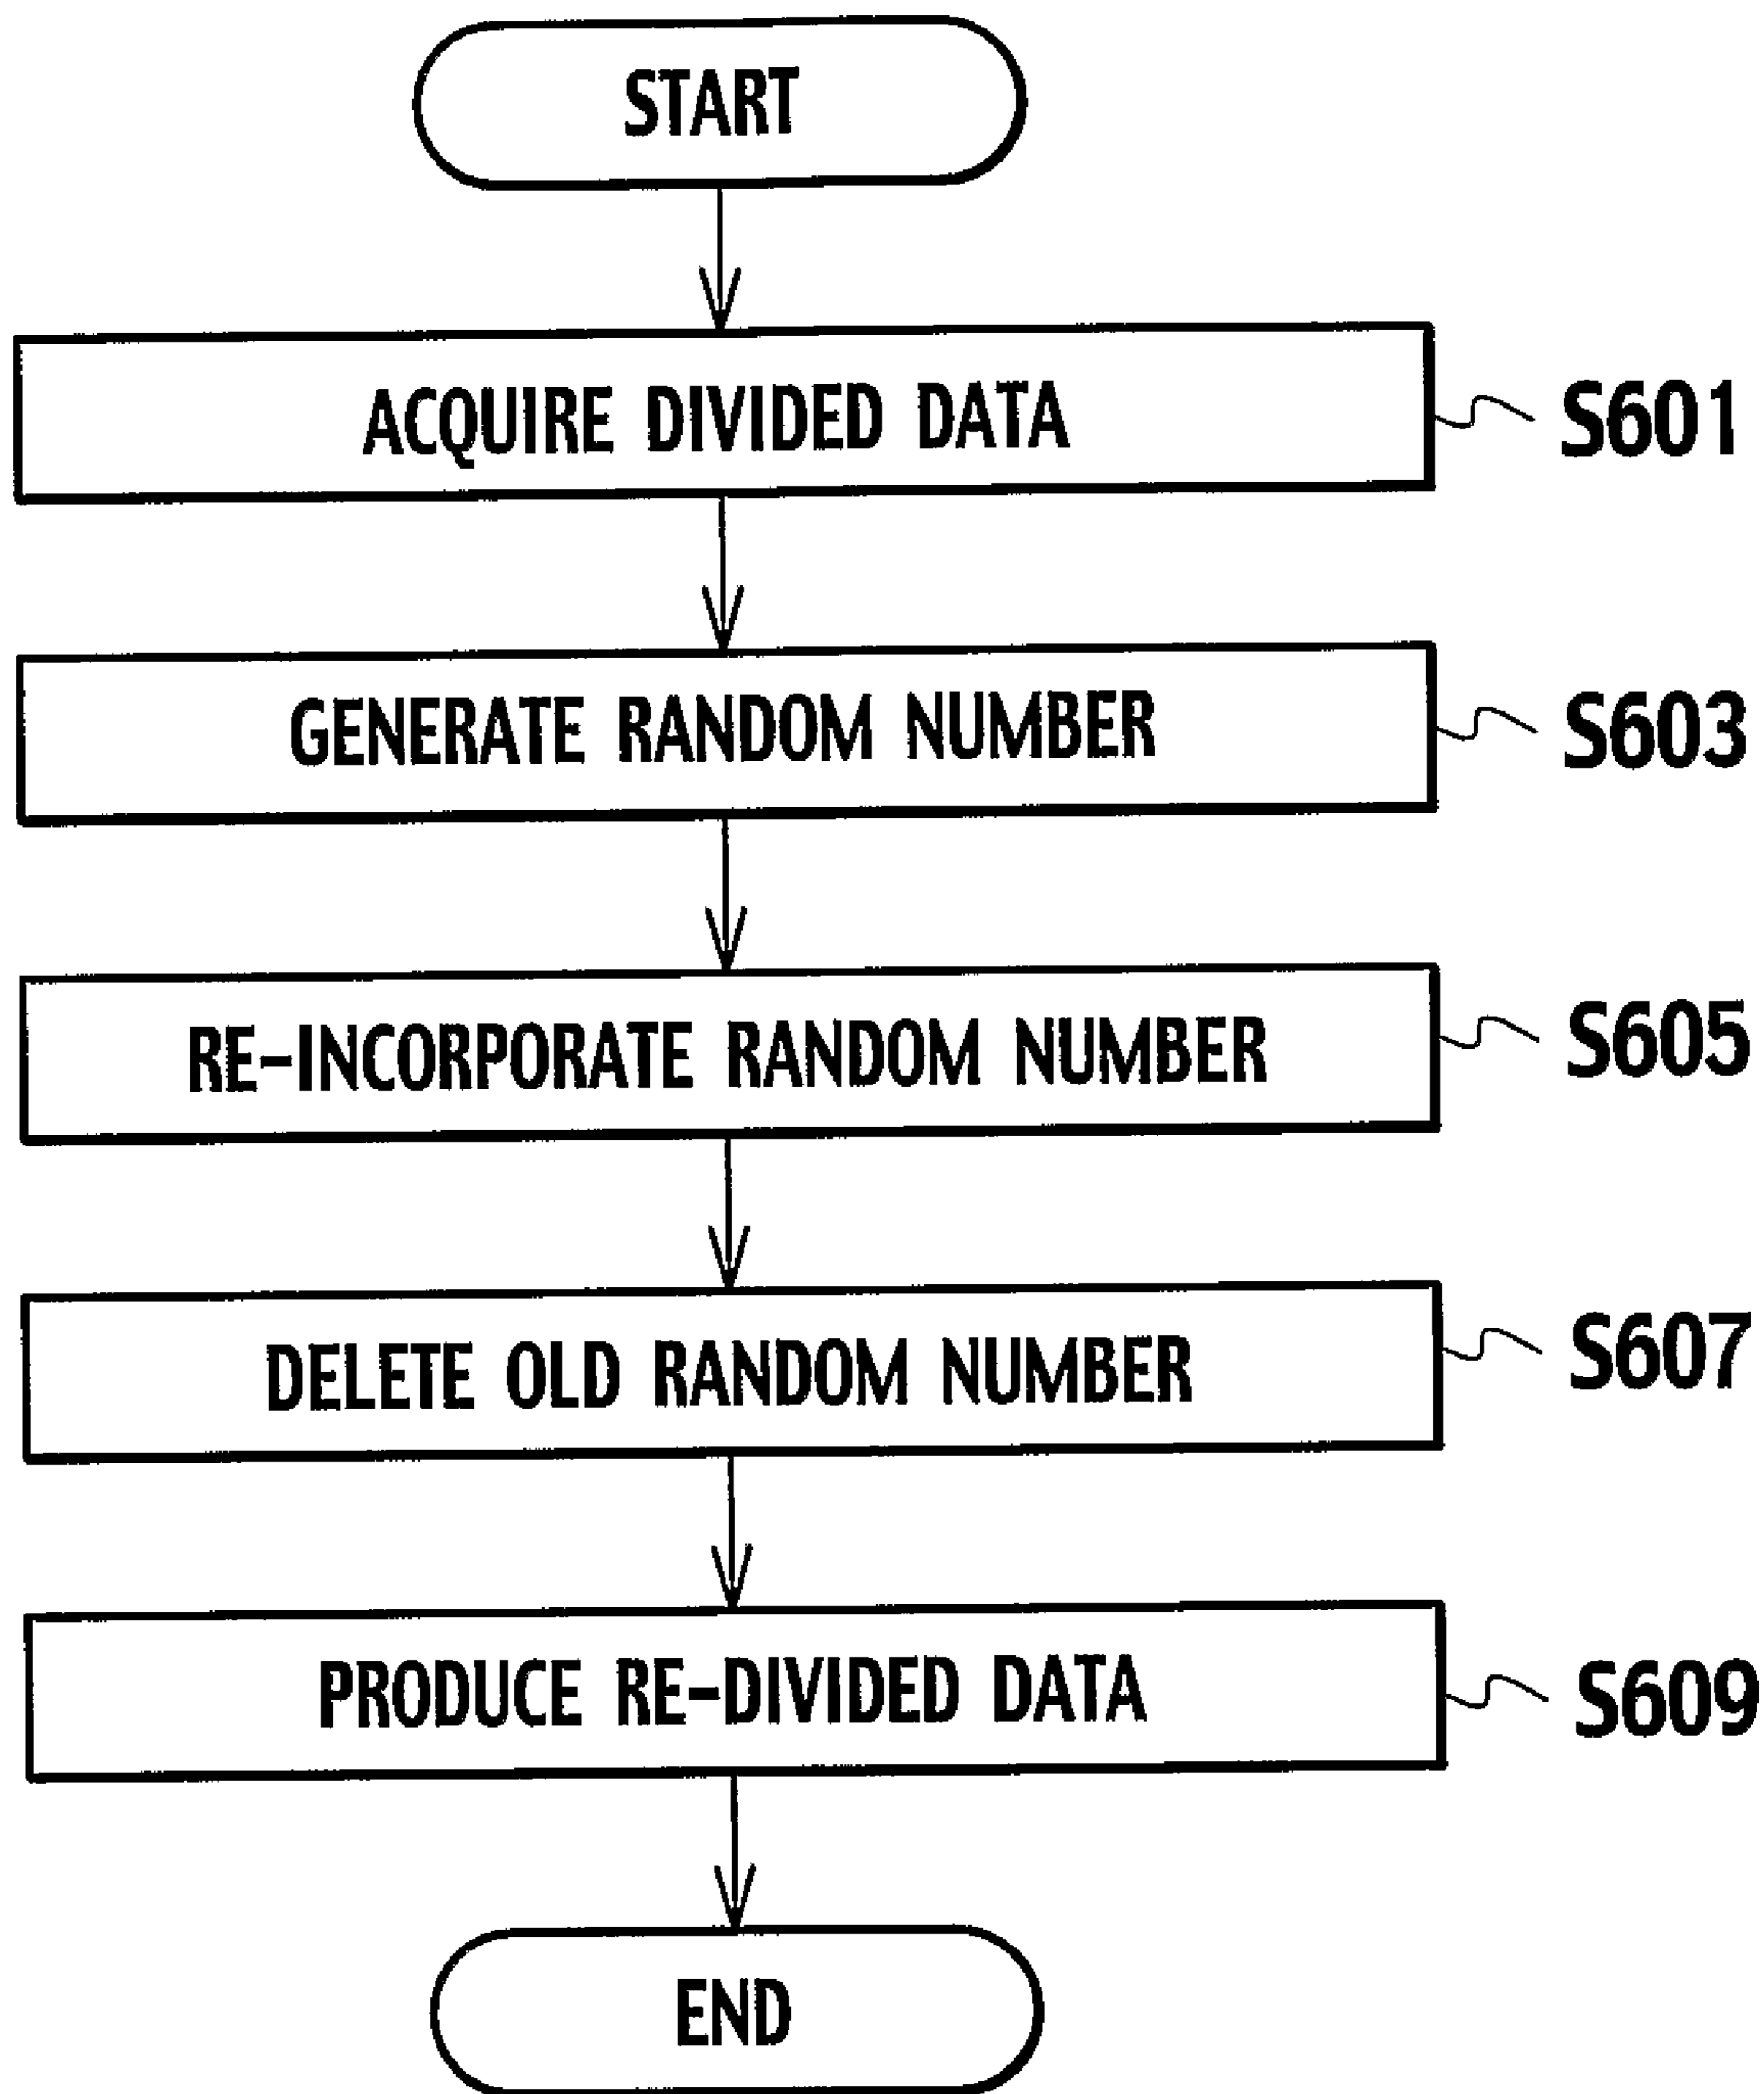 START
ACQUIRE DIVIDED DATA
S601
GENERATE RANDOM NUMBER
S603
RE-INCORPORATE RANDOM NUMBER
S605
DELETE OLD RANDOM NUMBER
S607
PRODUCE RE-DIVIDED DATA
S609
END